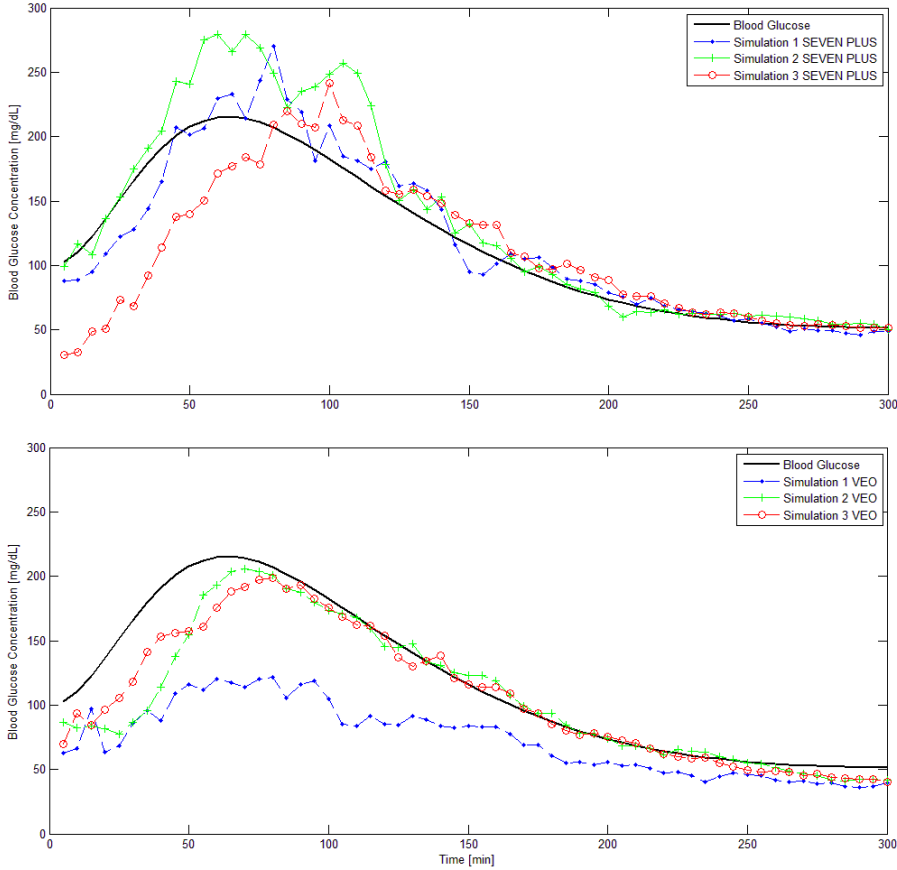 300
250
200
150
100
50
0
Blood Glucose Concentration [mg/dL]
Blood Glucose
Simulation 1 SEVEN PLUS
Simulation 2 SEVEN PLUS
Simulation 3 SEVEN PLUS
0 50 100 150 200 250 300
300
250
200
150
100
50
0
Blood Glucose Concentration [mg/dL]
Blood Glucose
Simulation 1 VEO
Simulation 2 VEO
Simulation 3 VEO
0 50 100 150 200 250 300
Time [min]